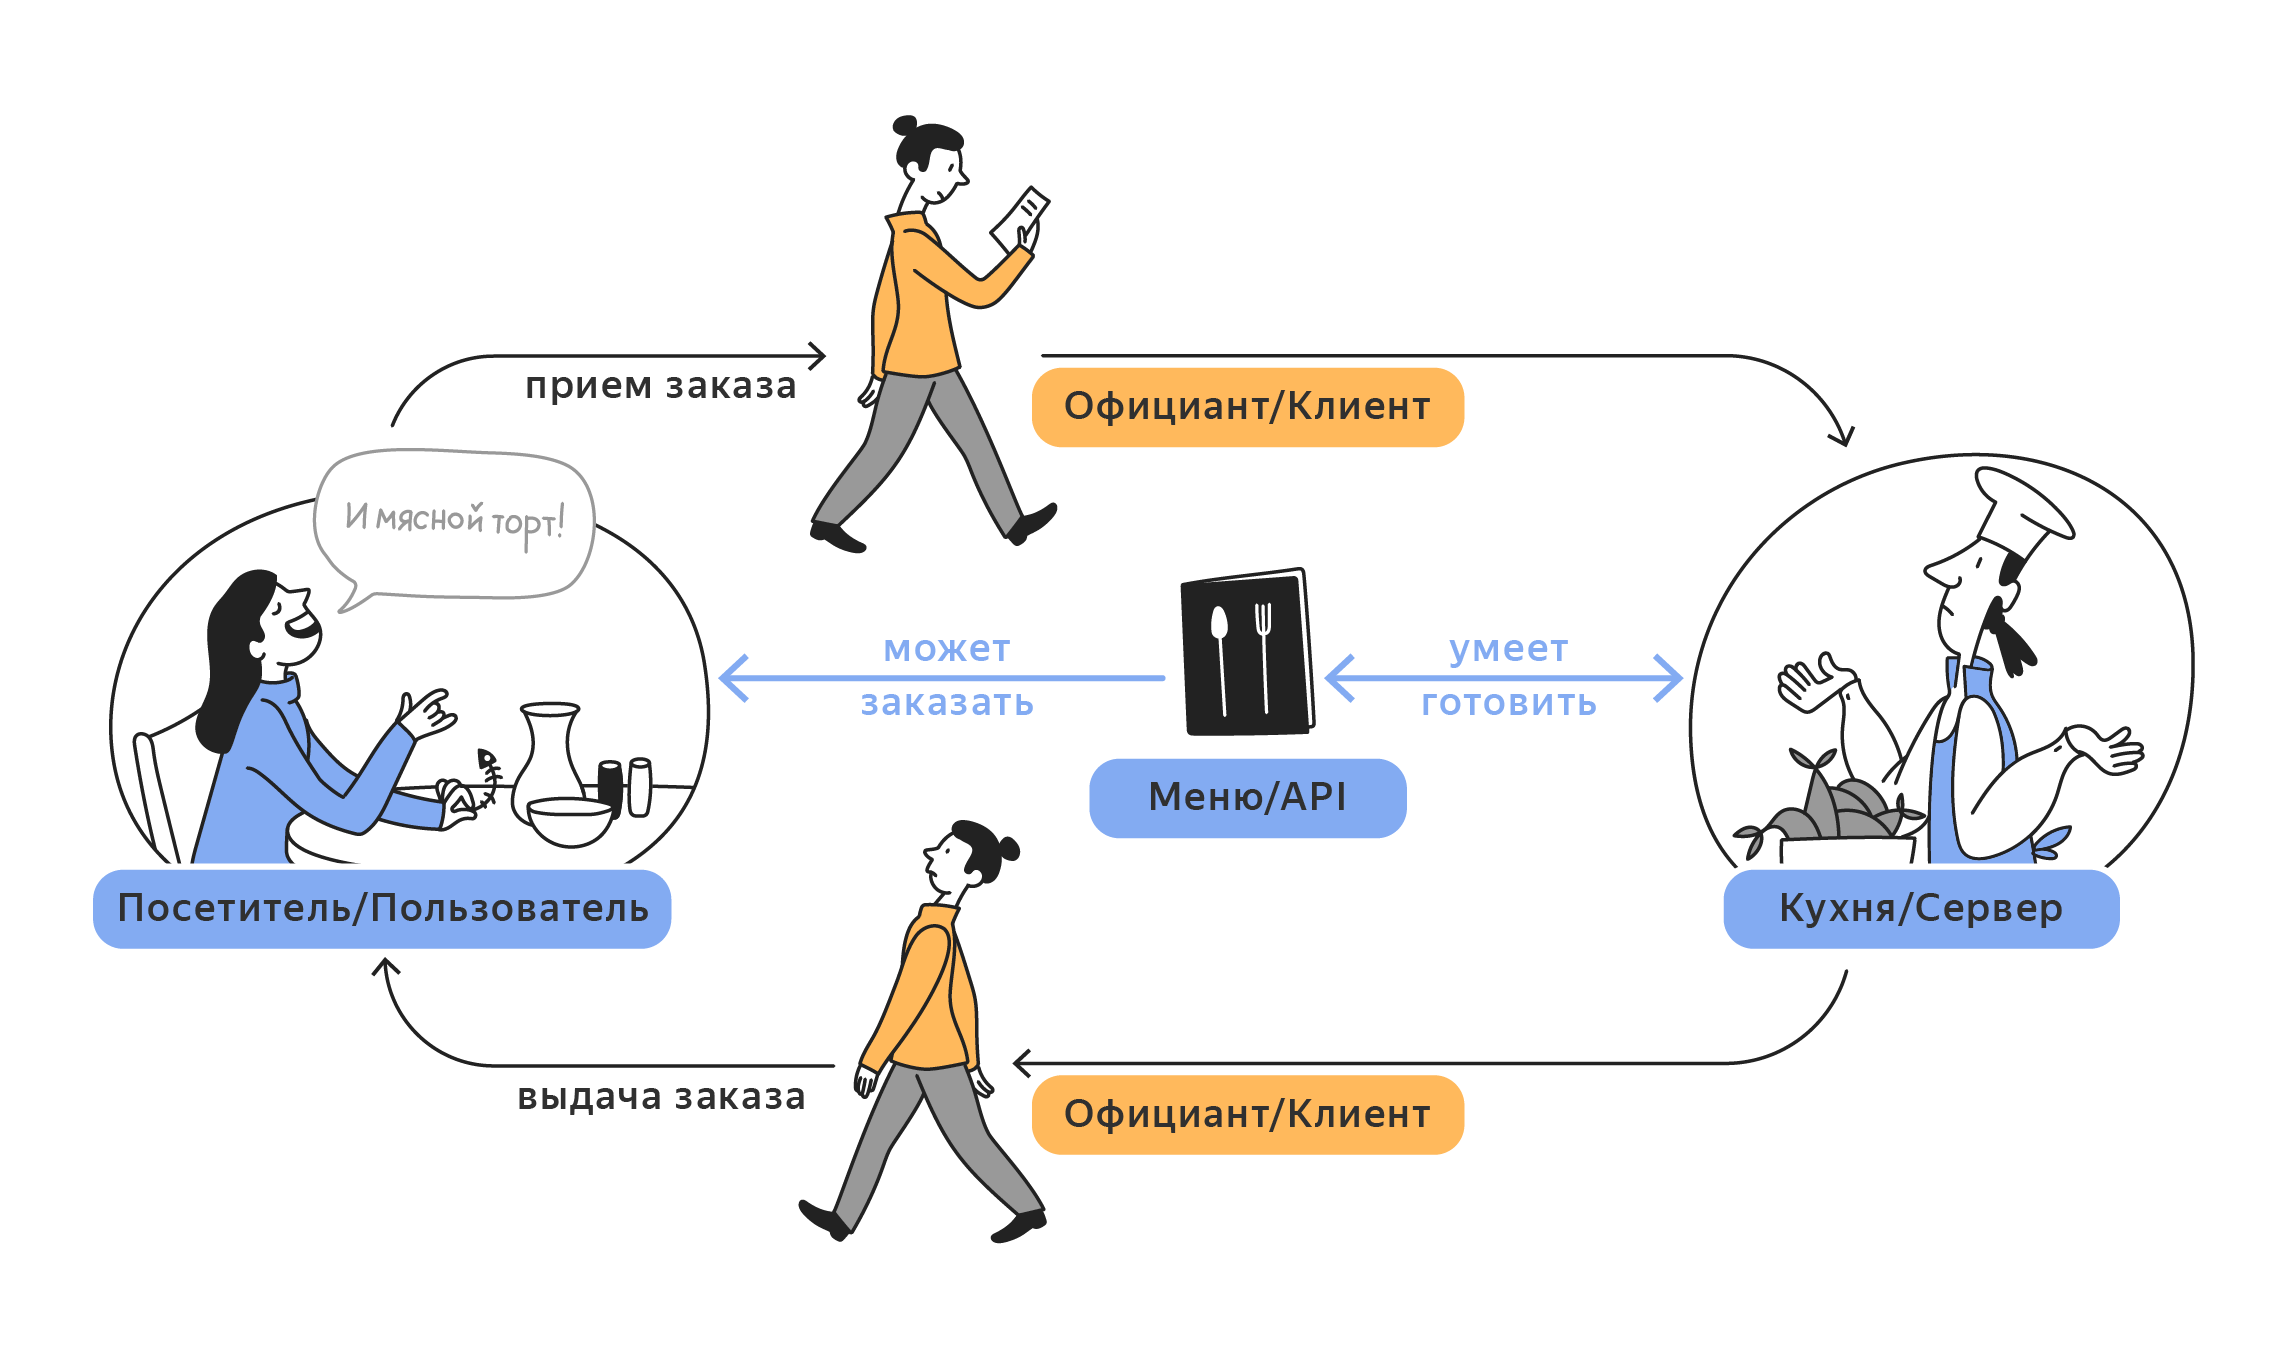 прием заказа
Официант/Клиент
И мясной торт!
может
заказать
умеет
готовить
Меню/API
Посетитель/Пользователь
Кухня/Сервер
выдача заказа
Официант/Клиент